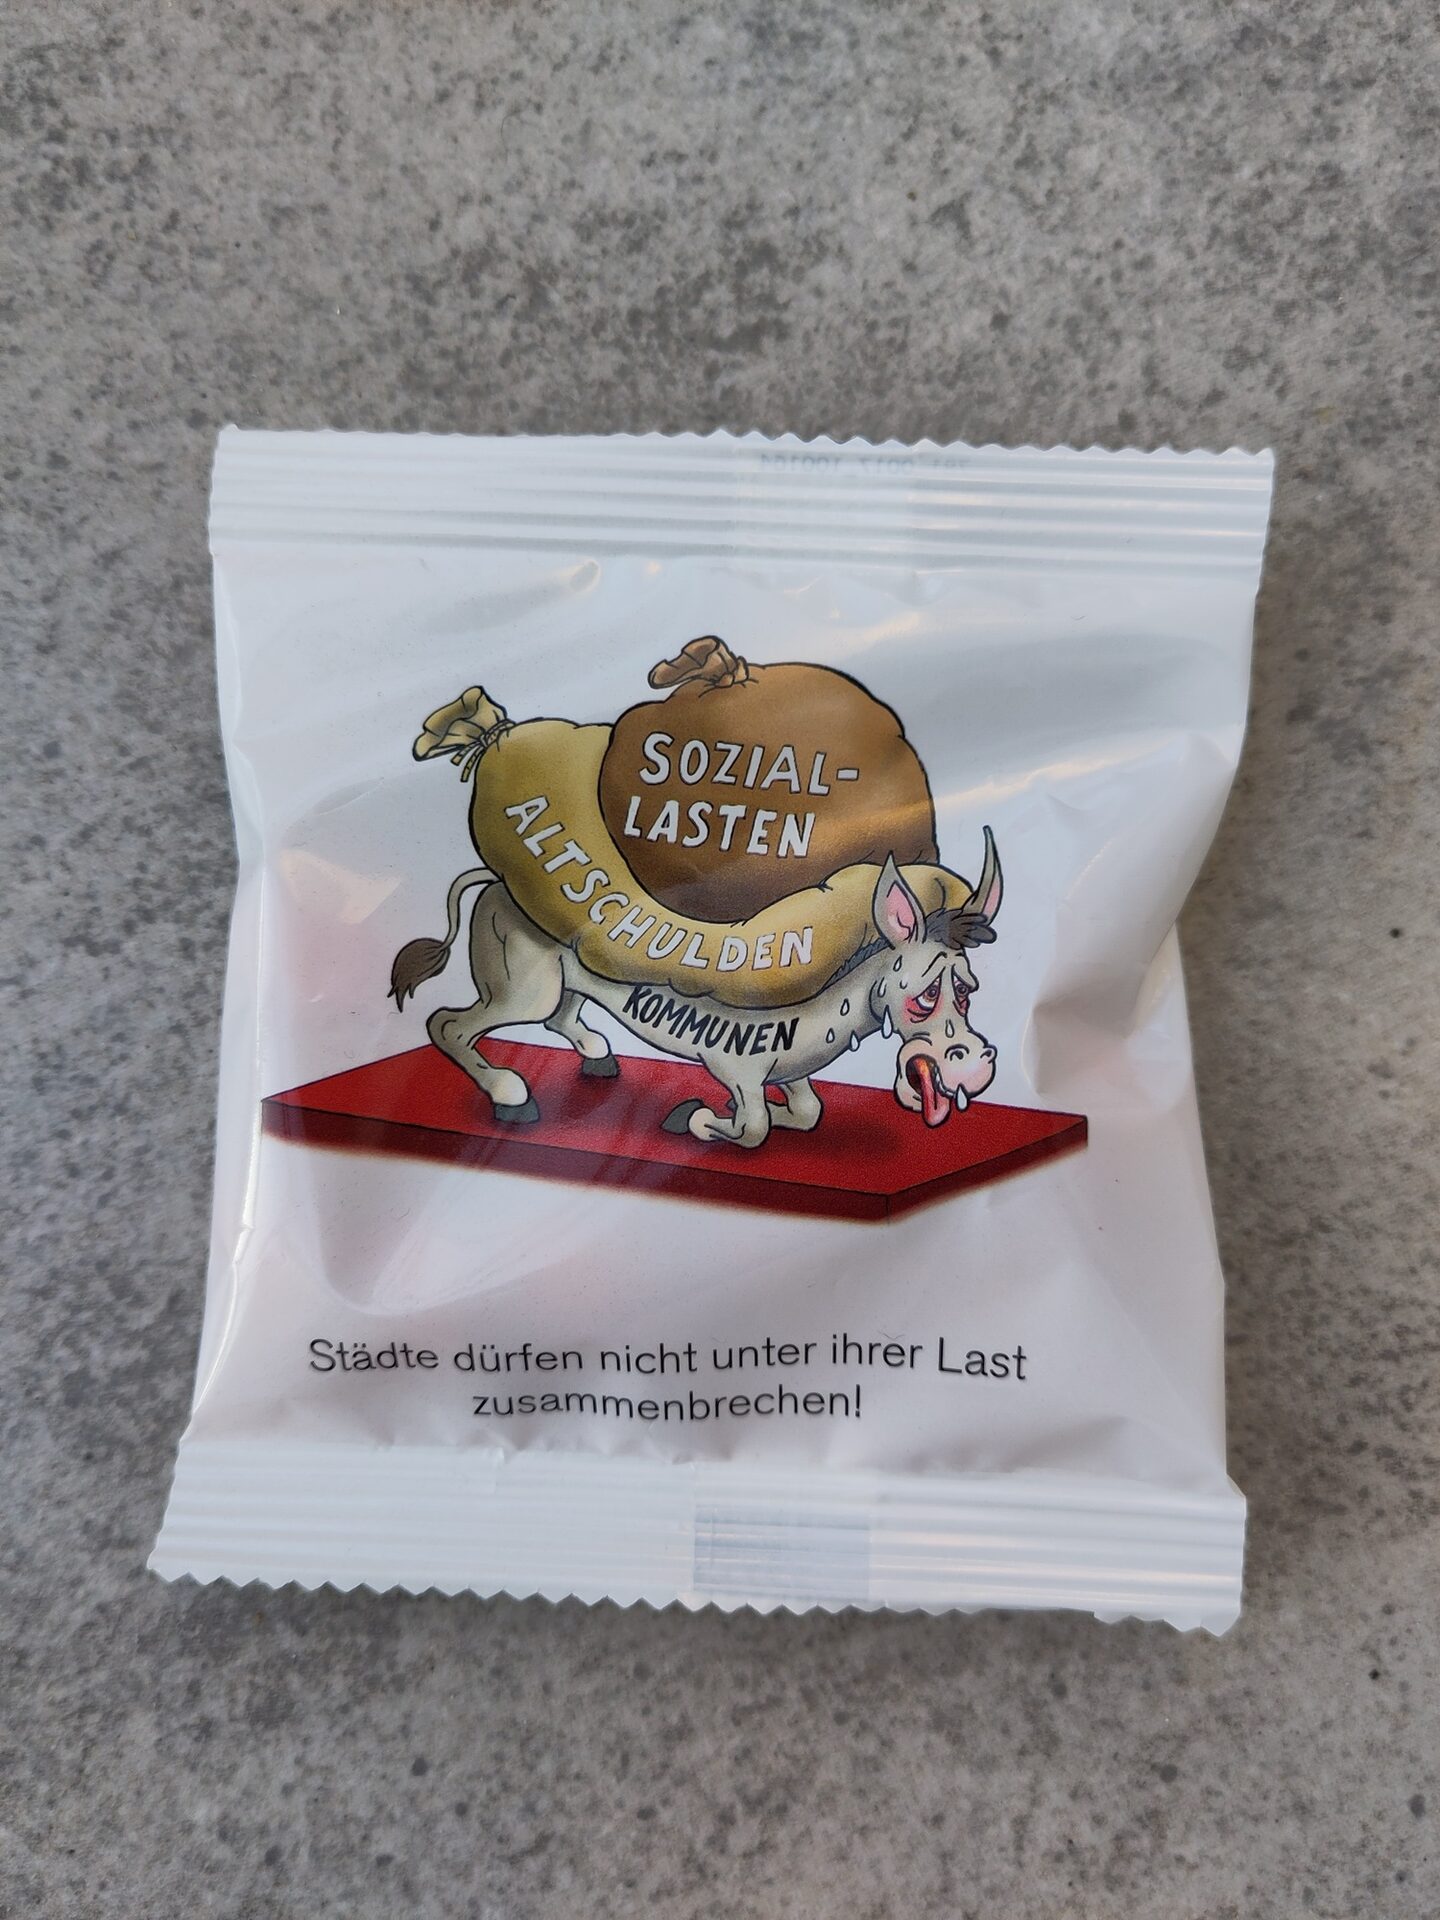 SOZIAL-
LASTEN
ALTSCHULDEN
KOMMUNEN
Städte dürfen nicht unter ihrer Last
zusammenbrechen!